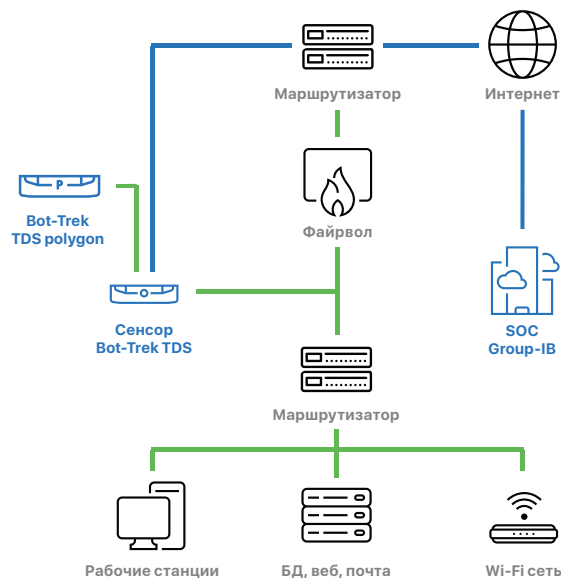 Маршрутизатор
Интернет
P
Bot-Trek
TDS polygon
Файрвол
Сенсор
Bot-Trek TDS
SOC
Group-IB
Маршрутизатор
Рабочие станции
БД, веб, почта
Wi-Fi сеть